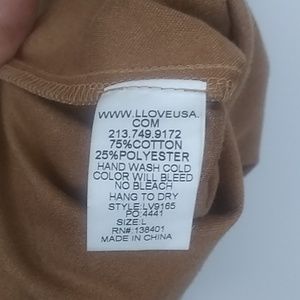 WWW.LLOVEUSA.
COM
213.749.9172
75%COTTON
25%POLYESTER
HAND WASH COLD
COLOR WILL BLEED
NO BLEACH
HANG TO DRY
STYLE:LV9165
PO:4441
SIZE:L
RN#:138401
MADE IN CHINA